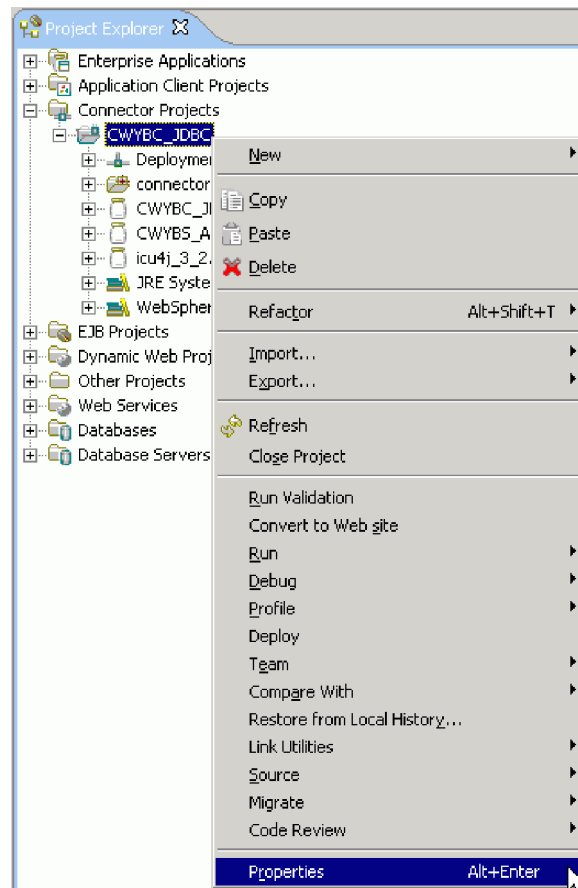 Project Explorer
Enterprise Applications
Application Client Projects
Connector Projects
CWYBC_JDBC
Deployme
connector
CWYBC_J
CWYBS_A
icu4j_3_2.
JRE Syste
WebSpher
EJB Projects
Dynamic Web Proj
Other Projects
Web Services
Databases
Database Servers
New
Copy
Paste
Delete
Refactor Alt+Shift+T
Import...
Export...
Refresh
Close Project
Run Validation
Convert to Web site
Run
Debug
Profile
Deploy
Team
Compare With
Restore from Local History...
Link Utilities
Source
Migrate
Code Review
Properties Alt+Enter